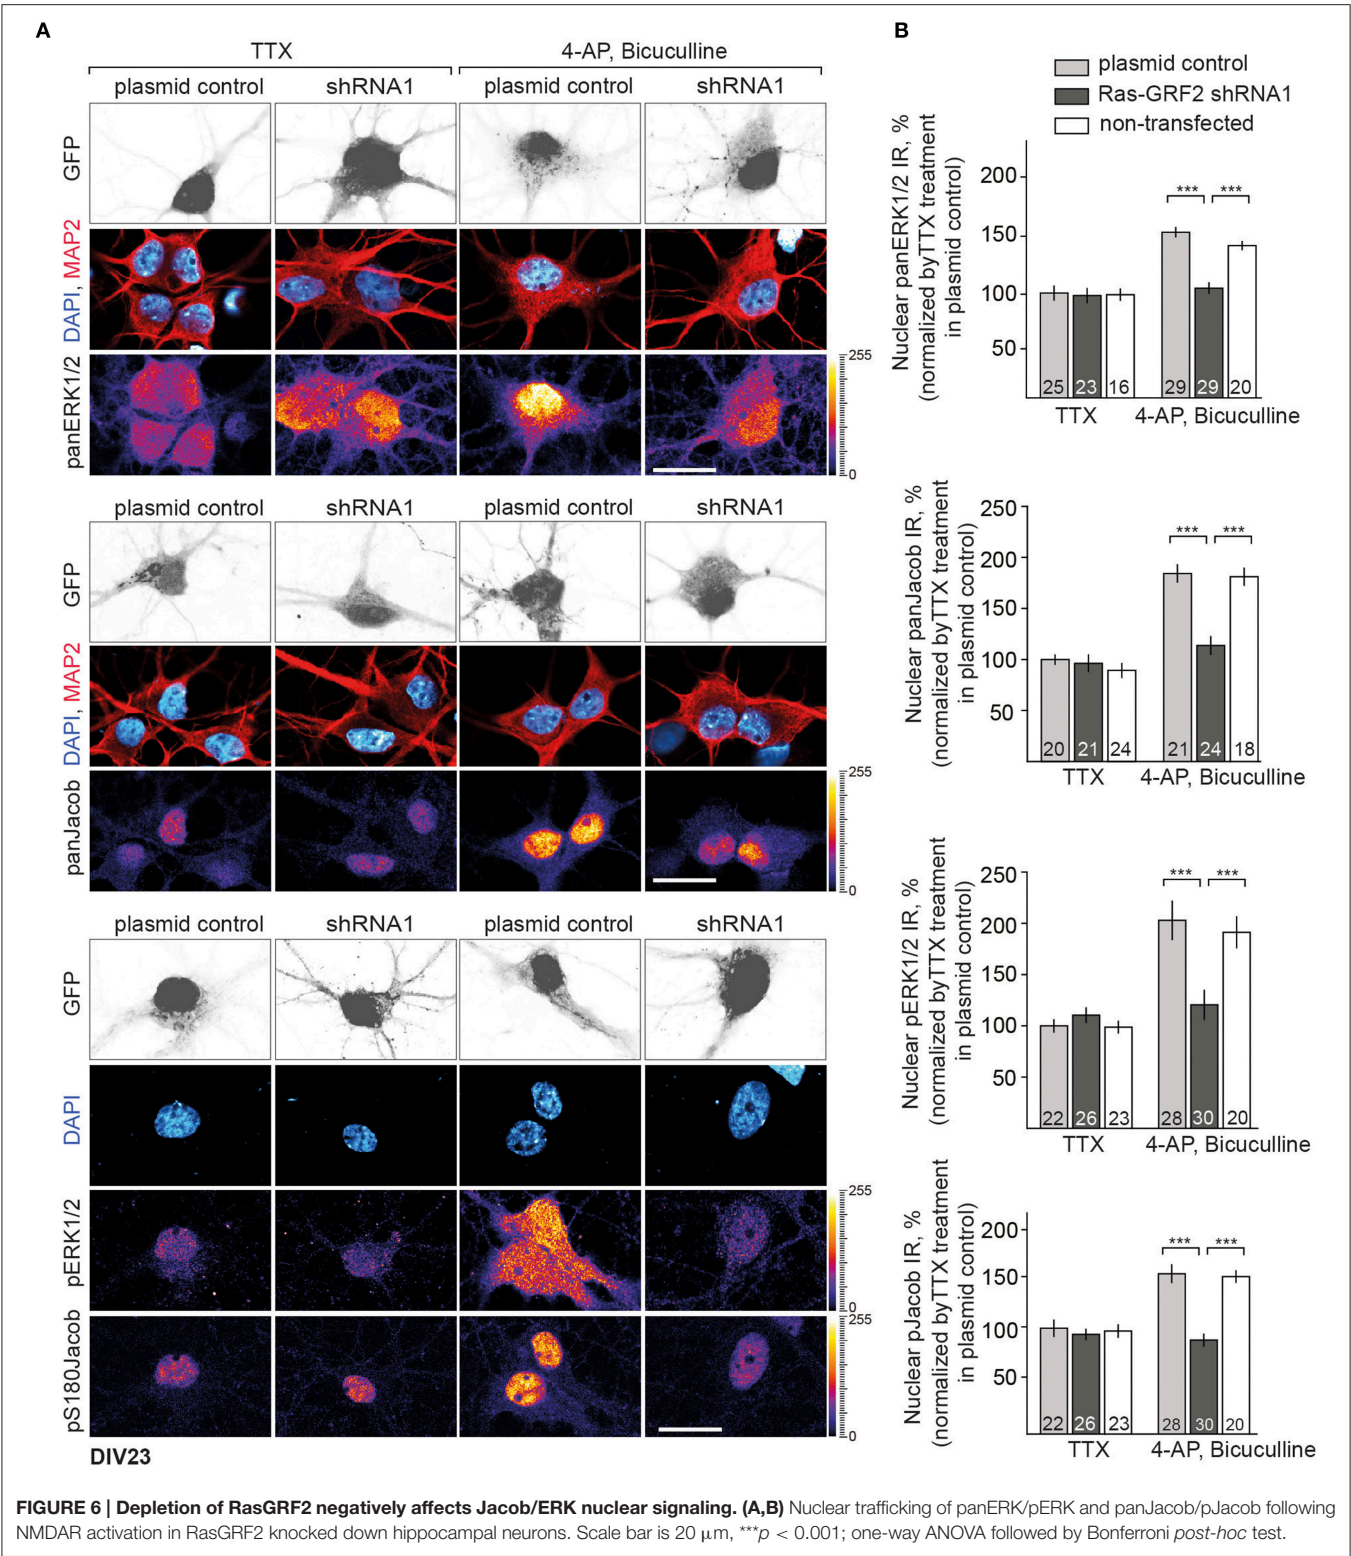 A
TTX
4-AP, Bicuculline
plasmid control
shRNA1
plasmid control
shRNA1
GFP
DAPI, MAP2
panERK1/2
255
0
plasmid control
shRNA1
plasmid control
shRNA1
GFP
DAPI, MAP2
panJacob
255
0
plasmid control
shRNA1
plasmid control
shRNA1
GFP
DAPI
pERK1/2
255
0
pS180Jacob
255
0
DIV23
B
plasmid control
Ras-GRF2 shRNA1
non-transfected
Nuclear panERK1/2 IR, %
(normalized byTTX treatment
in plasmid control)
200
150
100
50
*** ***
25 23 16 29 29 20
TTX 4-AP, Bicuculline
Nuclear panJacob IR, %
(normalized byTTX treatment
in plasmid control)
250
200
150
100
50
*** ***
20 21 24 21 24 18
TTX 4-AP, Bicuculline
Nuclear pERK1/2 IR, %
(normalized byTTX treatment
in plasmid control)
250
200
150
100
50
*** ***
22 26 23 28 30 20
TTX 4-AP, Bicuculline
Nuclear pJacob IR, %
(normalized byTTX treatment
in plasmid control)
200
150
100
50
*** ***
22 26 23 28 30 20
TTX 4-AP, Bicuculline
FIGURE 6 | Depletion of RasGRF2 negatively affects Jacob/ERK nuclear signaling. (A,B) Nuclear trafficking of panERK/pERK and panJacob/pJacob following
NMDAR activation in RasGRF2 knocked down hippocampal neurons. Scale bar is 20 μm, ***p < 0.001; one-way ANOVA followed by Bonferroni post-hoc test.